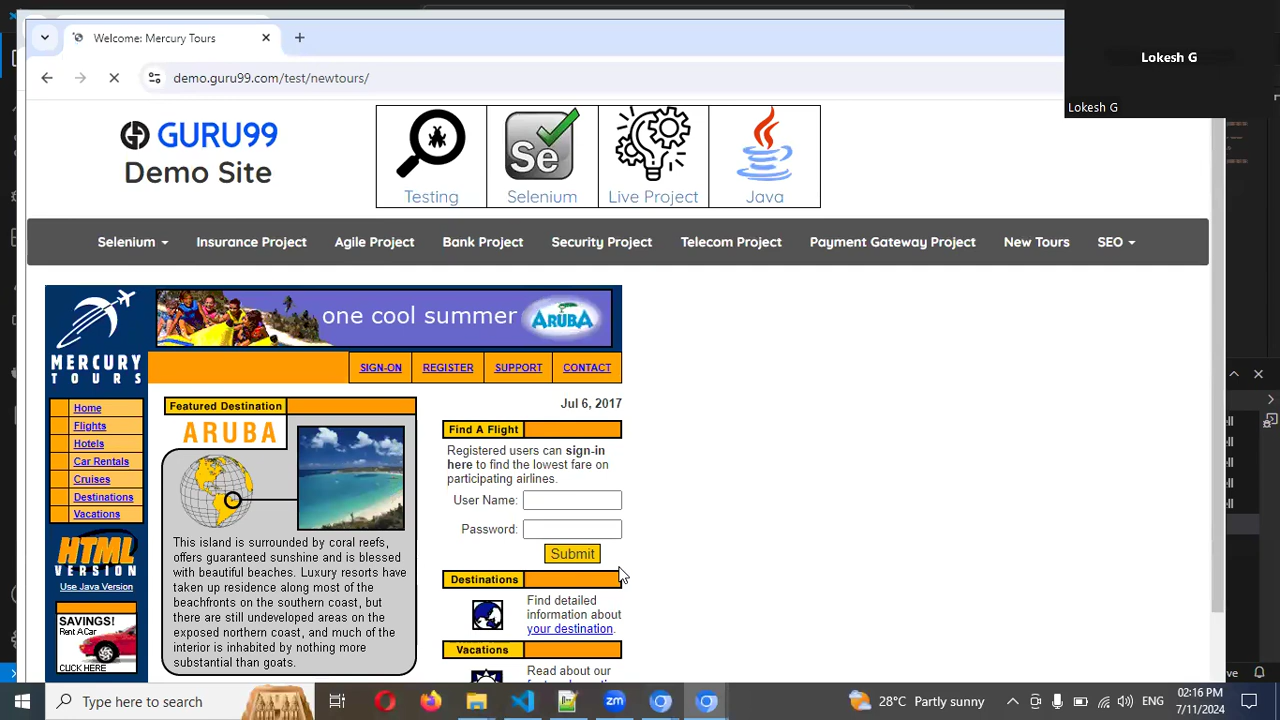 Welcome: Mercury Tours
demo.guru99.com/test/newtours/
Lokesh G
Lokesh G
GURU99
Demo Site
Testing
Se
Selenium
Live Project
Java
Selenium
Insurance Project
Agile Project
Bank Project
Security Project
Telecom Project
Payment Gateway Project
New Tours
SEO
MERCURY
TOURS
one cool summer
ARUBA
SIGN-ON
REGISTER
SUPPORT
CONTACT
Home
Flights
Hotels
Car Rentals
Cruises
Destinations
Vacations
HTML
VERSION
Use Java Version
SAVINGS!
Rent A Car
CLICK HERE
Featured Destination
ARUBA
This island is surrounded by coral reefs,
offers guaranteed sunshine and is blessed
with beautiful beaches. Luxury resorts have
taken up residence along most of the
beachfronts on the southern coast, but
there are still undeveloped areas on the
exposed northern coast, and much of the
interior is inhabited by nothing more
substantial than goats.
Jul 6, 2017
Find A Flight
Registered users can sign-in
here to find the lowest fare on
participating airlines.
User Name:
Password:
Submit
Destinations
Find detailed
information about
your destination.
Vacations
Read about our
Type here to search
28°C Partly sunny
ENG
02:16 PM
7/11/2024